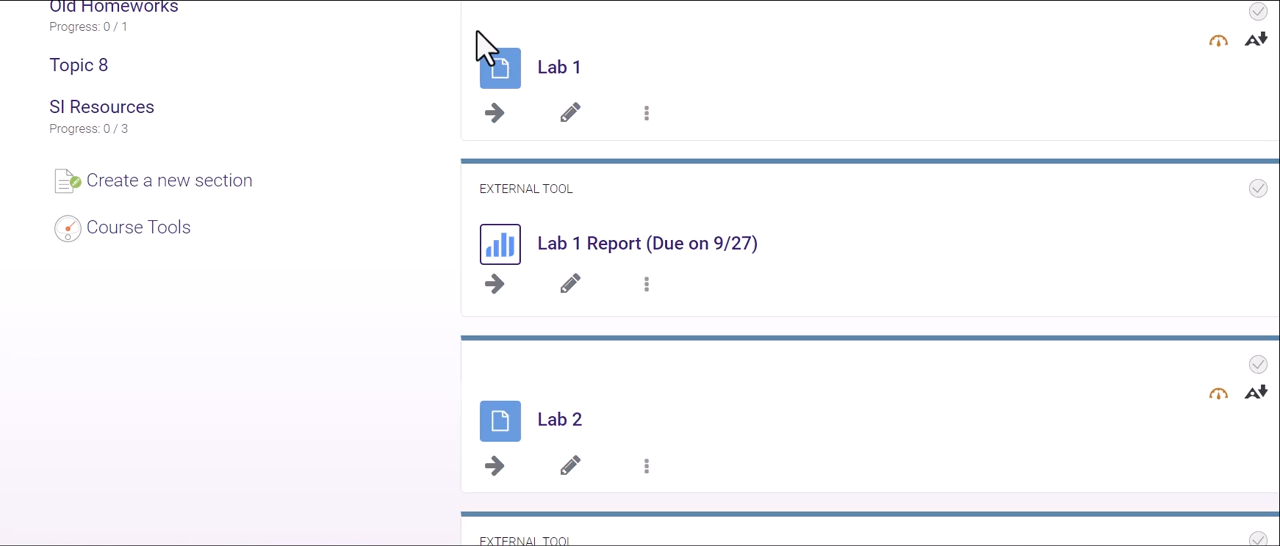 Old Homeworks
Progress: 0 / 1
Topic 8
SI Resources
Progress: 0 / 3
Create a new section
Course Tools
Lab 1
EXTERNAL TOOL
Lab 1 Report (Due on 9/27)
Lab 2
EXTERNAL TOOL